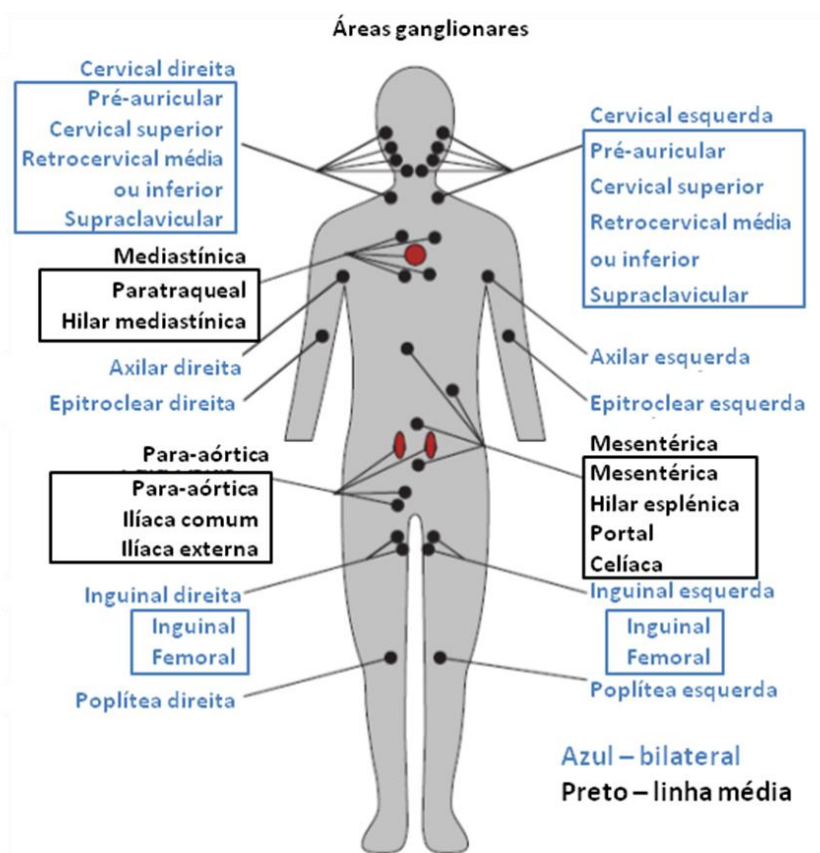 Áreas ganglionares
Cervical direita
Pré-auricular
Cervical superior
Retrocervical média
ou inferior
Supraclavicular
Mediastínica
Paratraqueal
Hilar mediastínica
Axilar direita
Epitroclear direita
Para-aórtica
Para-aórtica
Ilíaca comum
Ilíaca externa
Inguinal direita
Inguinal
Femoral
Poplítea direita
Cervical esquerda
Pré-auricular
Cervical superior
Retrocervical média
ou inferior
Supraclavicular
Axilar esquerda
Epitroclear esquerda
Mesentérica
Mesentérica
Hilar esplénica
Portal
Celíaca
Inguinal esquerda
Inguinal
Femoral
Poplítea esquerda
Azul – bilateral
Preto – linha média